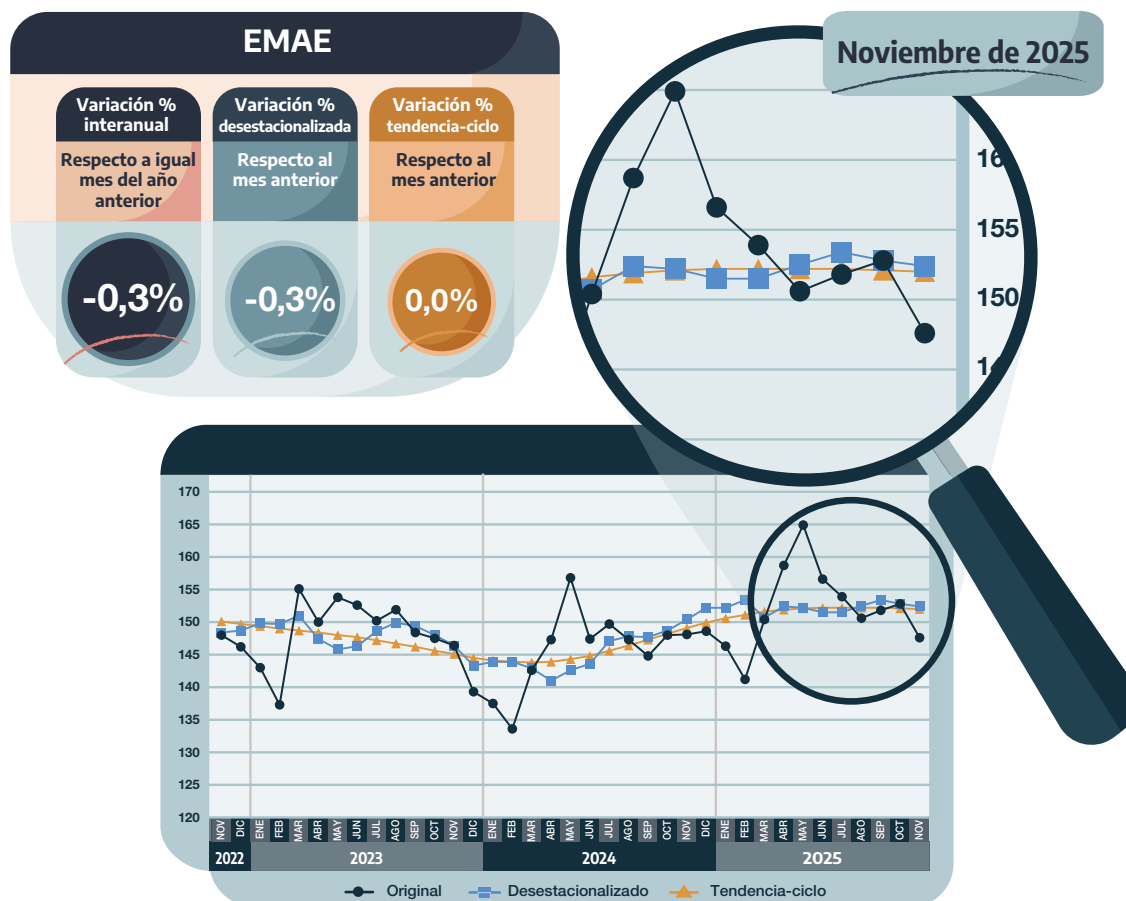 EMAE
Noviembre de 2025
Variación %
interanual
Respecto a igual
mes del año
anterior
-0,3%
Variación %
desestacionalizada
Respecto al
mes anterior
-0,3%
Variación %
tendencia-ciclo
Respecto al
mes anterior
0,0%
155
150
170
165
160
155
150
145
140
135
130
125
120
NOV DIC ENE FEB MAR ABR MAY JUN JUL AGO SEP OCT NOV DIC ENE FEB MAR ABR MAY JUN JUL AGO SEP OCT NOV DIC ENE FEB MAR ABR MAY JUN JUL AGO SEP OCT NOV
2022 2023 2024 2025
Original Desestacionalizado Tendencia-ciclo